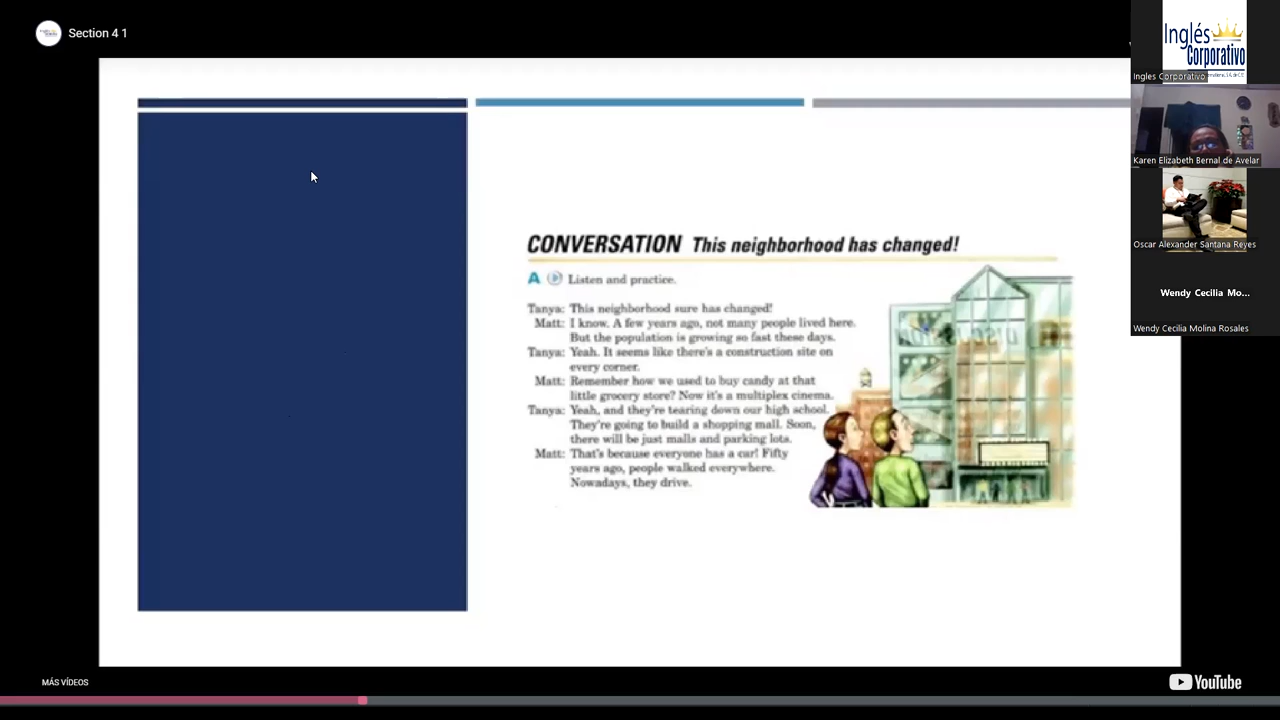 Section 4 1
Inglés
Corporativo
Ingles Corporativo
Karen Elizabeth Bernal de Avelar
Oscar Alexander Santana Reyes
Wendy Cecilia Mo...
Wendy Cecilia Molina Rosales
CONVERSATION This neighborhood has changed!
A Listen and practice.
Tanya: This neighborhood sure has changed!
Matt: I know. A few years ago, not many people lived here.
But the population is growing so fast these days.
Tanya: Yeah. It seems like there's a construction site on
every corner.
Matt: Remember how we used to buy candy at that
little grocery store? Now it's a multiplex cinema.
Tanya: Yeah, and they're tearing down our high school.
They're going to build a shopping mall. Soon,
there will be just malls and parking lots.
Matt: That's because everyone has a car! Fifty
years ago, people walked everywhere.
Nowadays, they drive.
MÁS VÍDEOS
YouTube